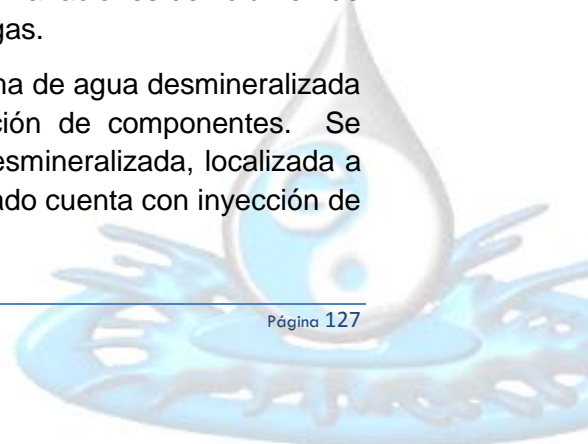 gas.
na de agua desmineralizada
ción de componentes. Se
esmineralizada, localizada a
ado cuenta con inyección de
Página 127